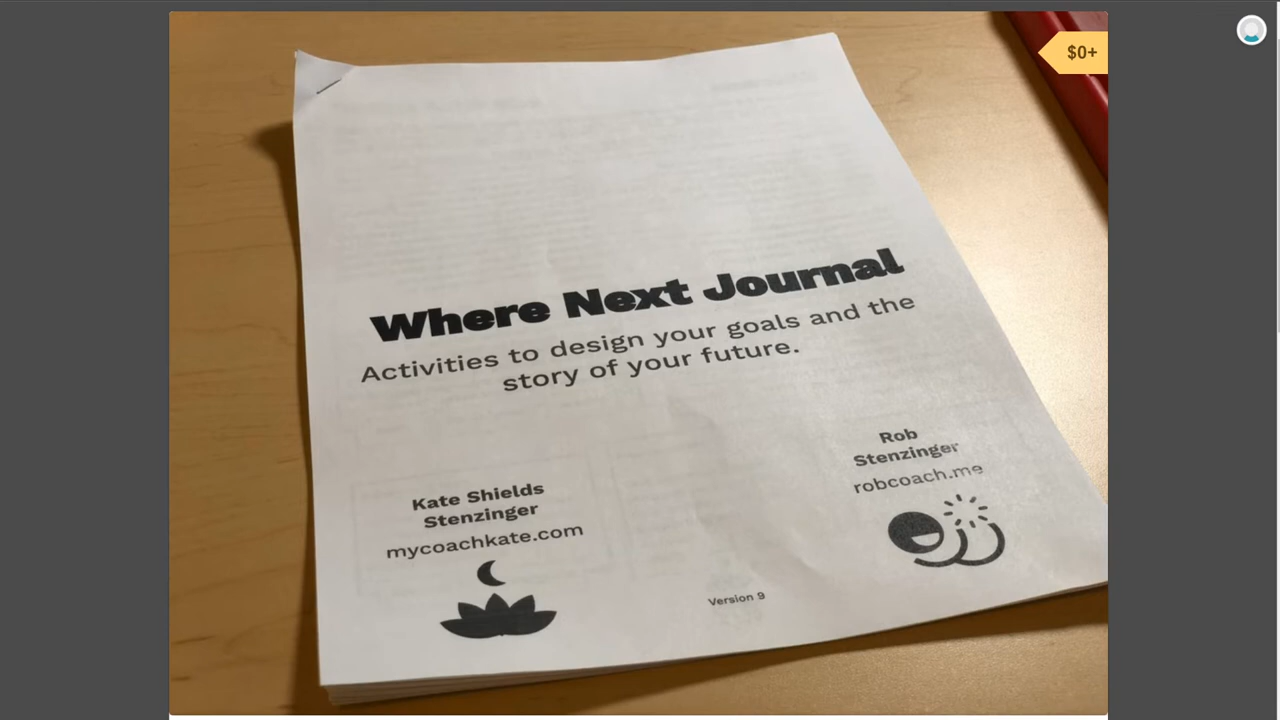 $0+
Where Next Journal
Activities to design your goals and the
story of your future.
Rob
Stenzinger
robcoach.me
Kate Shields
Stenzinger
mycoachkate.com
Version 9